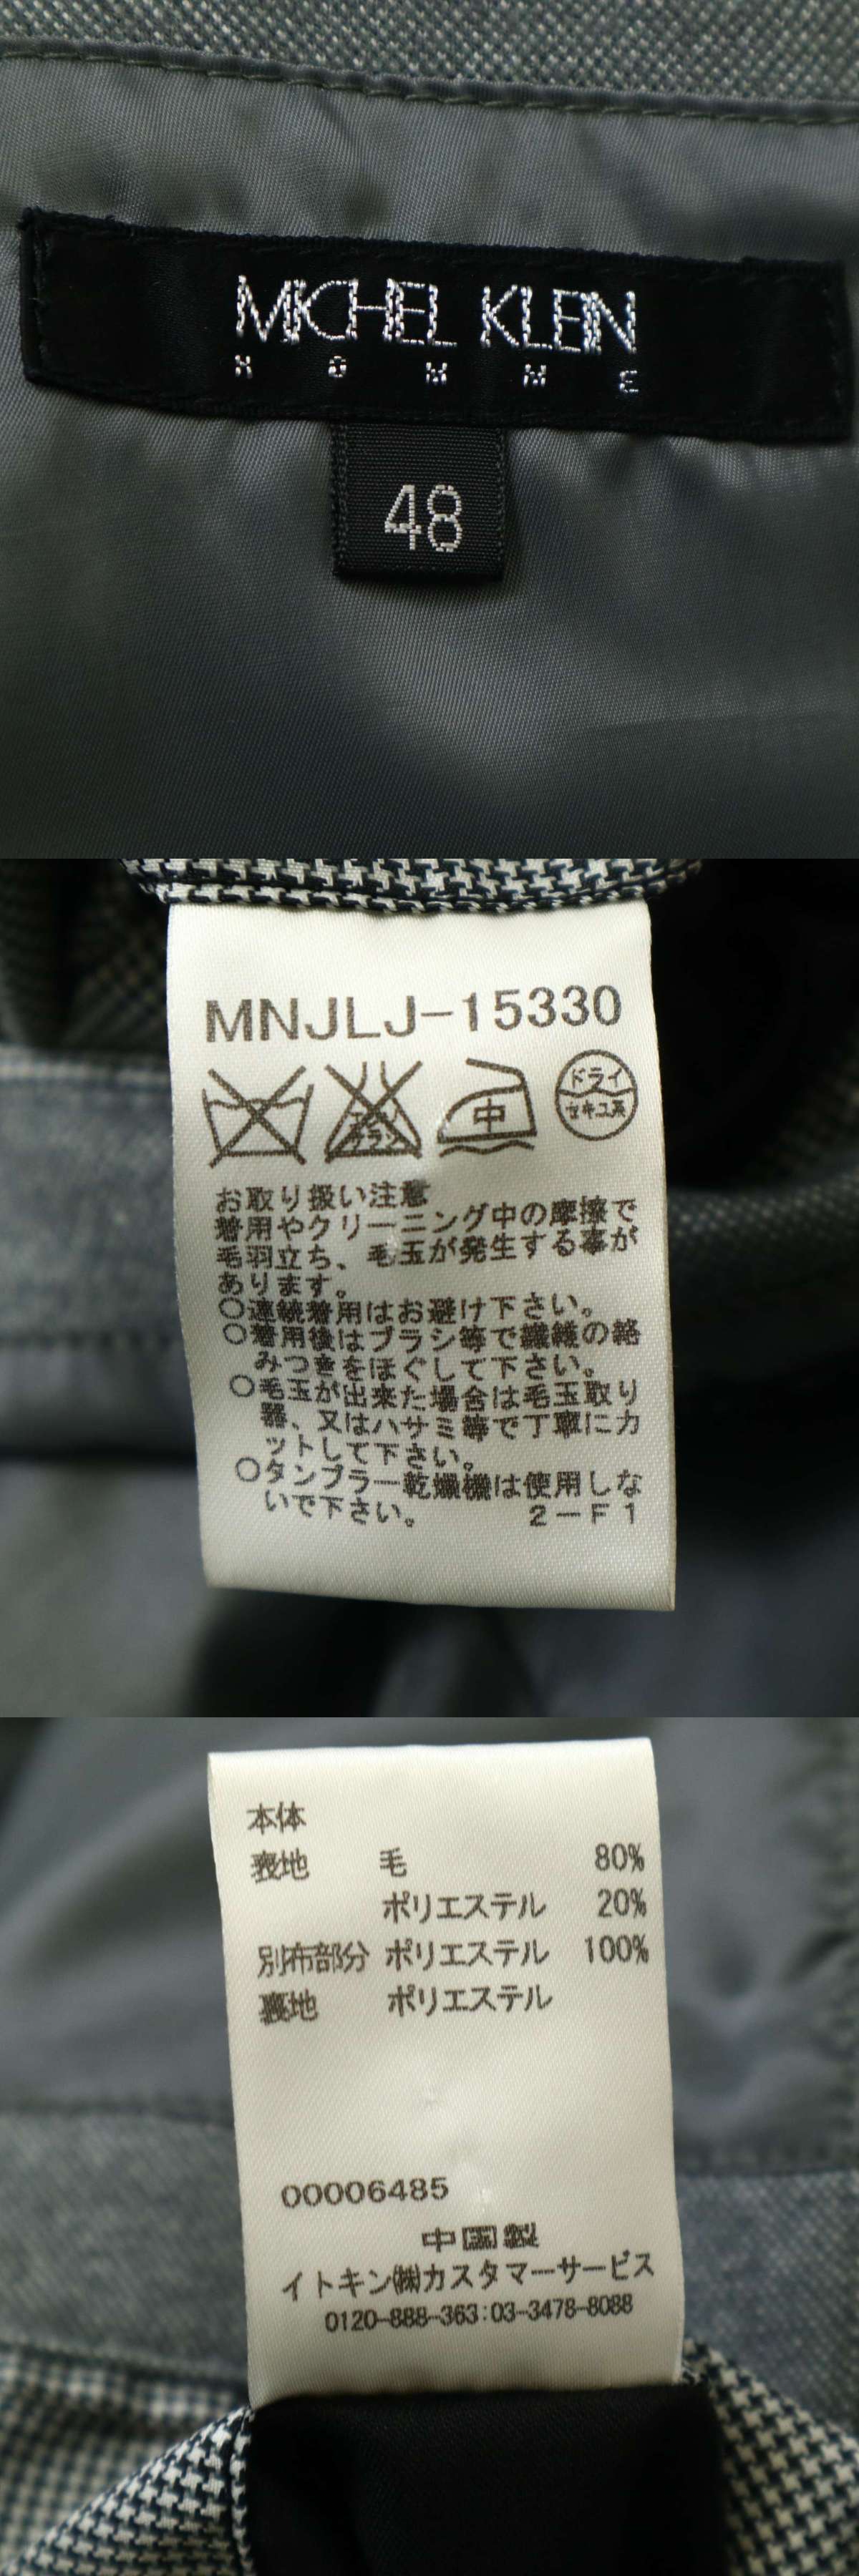 MICHEL KLEIN
HOMME
48
MNJLJ-15330
エンソ
サラシ
中
ドライ
セキユ系
お取り扱い注意
着用やクリーニング中の摩擦で
毛羽立ち、毛玉が発生する事が
あります。
○連続着用はお避け下さい。
○着用後はブラシ等で繊維の絡
みつきをほぐして下さい。
○毛玉が出来た場合は毛玉取り
器、又はハサミ等で丁寧にカ
ットして下さい。
○タンブラー乾燥機は使用しな
いで下さい。 2-F1
本体
表地 毛 80%
ポリエステル 20%
別布部分 ポリエステル 100%
裏地 ポリエステル
00006485
中国製
イトキン㈱カスタマーサービス
0120-888-363:03-3478-8088